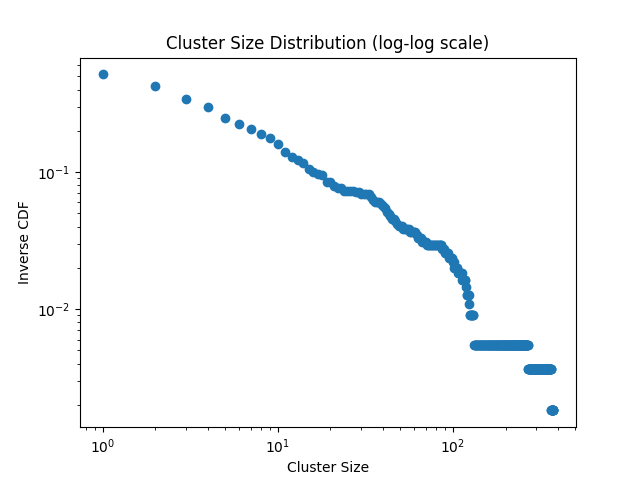 Cluster Size Distribution (log-log scale)
Inverse CDF
10⁻¹
10⁻²
10⁰
10¹
10²
Cluster Size